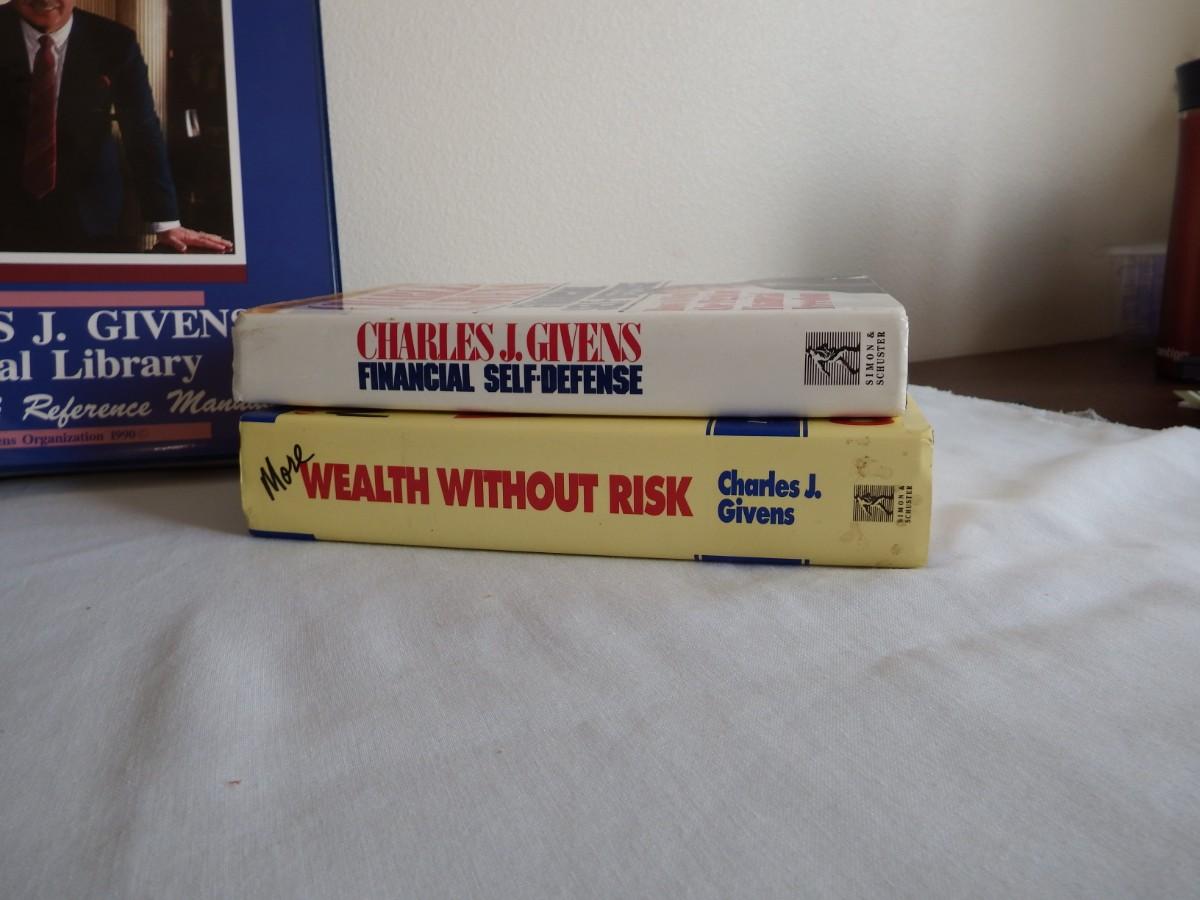 S J. GIVENS
al Library
Reference Manua
ens Organization 1990 ©
CHARLES J. GIVENS
FINANCIAL SELF-DEFENSE
SIMON &
SCHUSTER
More
WEALTH WITHOUT RISK
Charles J.
Givens
SIMON &
SCHUSTER